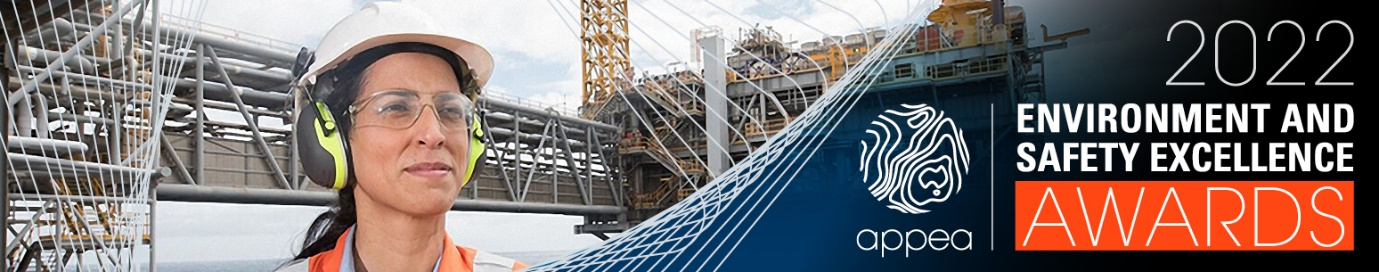 2022
ENVIRONMENT AND
SAFETY EXCELLENCE
AWARDS
appea